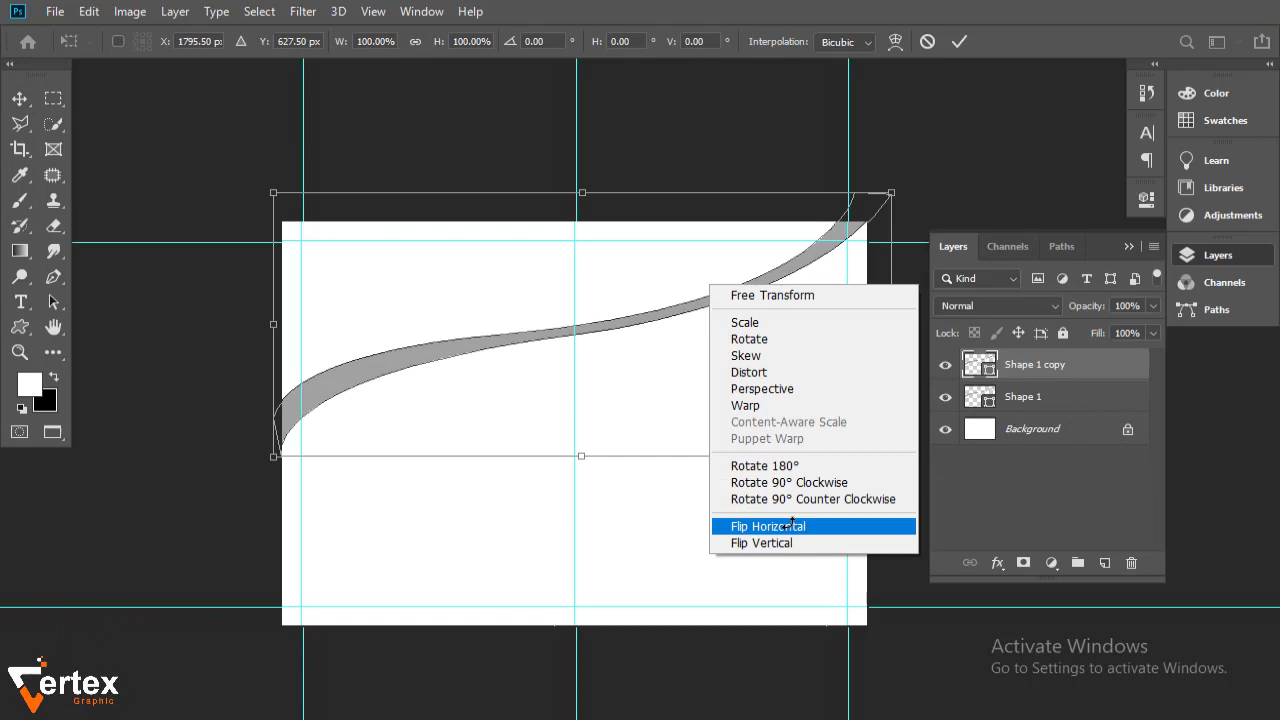 Ps File Edit Image Layer Type Select Filter 3D View Window Help
X: 1795.50 p: Y: 627.50 px W: 100.00% H: 100.00% 0.00 ° H: 0.00 ° V: 0.00 ° Interpolation: Bicubic
Color
Swatches
Learn
Libraries
Adjustments
Layers
Channels
Paths
Layers Channels Paths
Kind
Normal Opacity: 100%
Lock: Fill: 100%
Shape 1 copy
Shape 1
Background
fx
Free Transform
Scale
Rotate
Skew
Distort
Perspective
Warp
Content-Aware Scale
Puppet Warp
Rotate 180°
Rotate 90° Clockwise
Rotate 90° Counter Clockwise
Flip Horizontal
Flip Vertical
Activate Windows
Go to Settings to activate Windows.
Vertex
Graphic